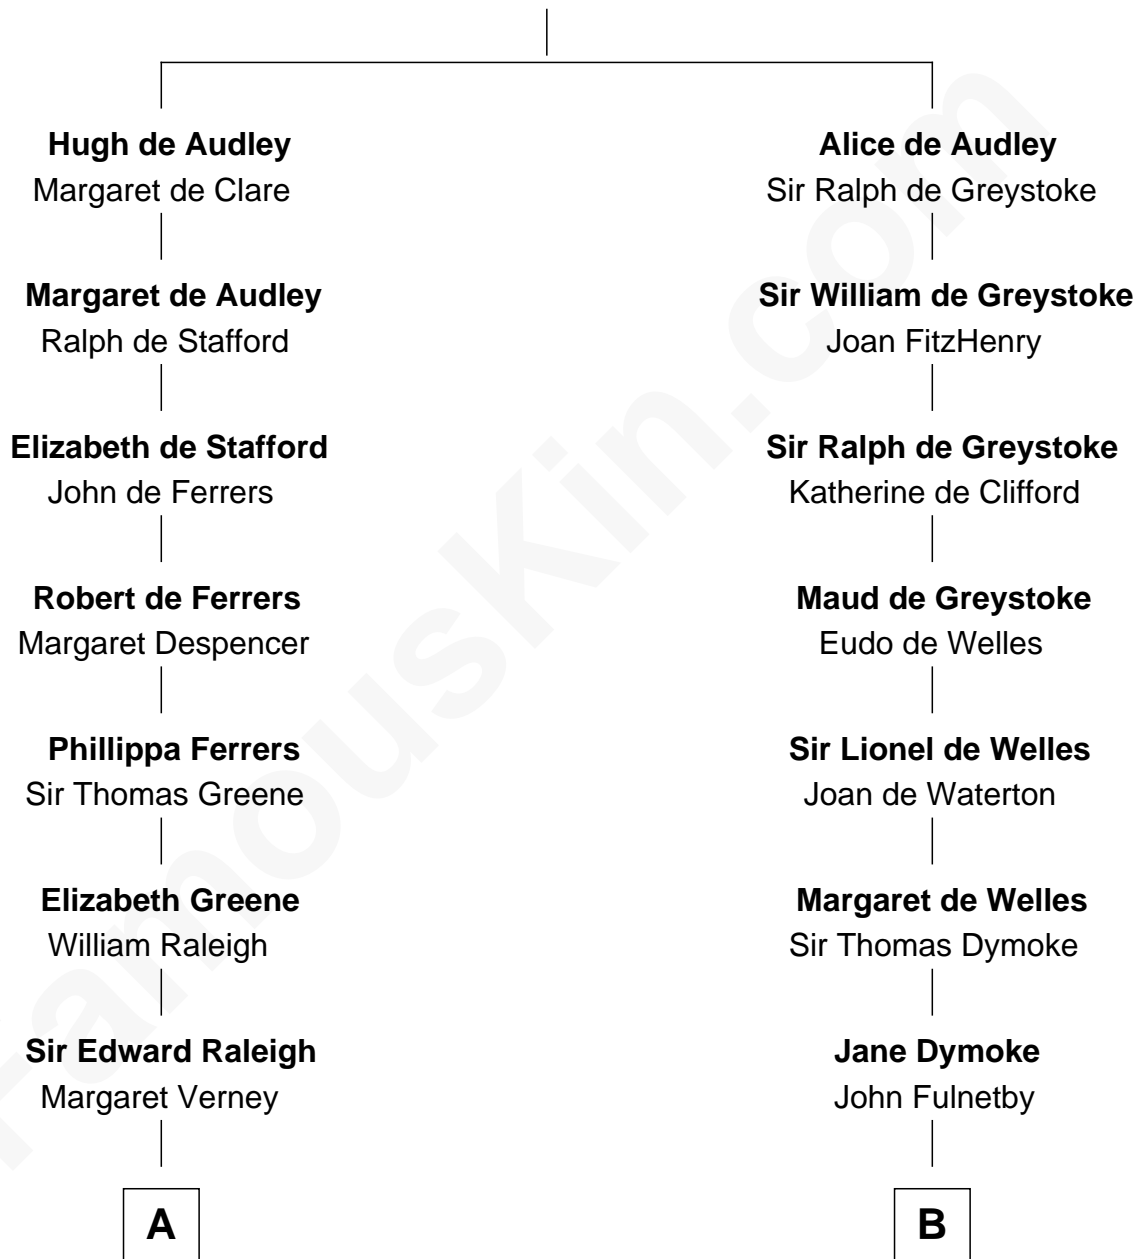 Hugh de Audley
Margaret de Clare
Margaret de Audley
Ralph de Stafford
Elizabeth de Stafford
John de Ferrers
Robert de Ferrers
Margaret Despencer
Phillippa Ferrers
Sir Thomas Greene
Elizabeth Greene
William Raleigh
Sir Edward Raleigh
Margaret Verney
A
Alice de Audley
Sir Ralph de Greystoke
Sir William de Greystoke
Joan FitzHenry
Sir Ralph de Greystoke
Katherine de Clifford
Maud de Greystoke
Eudo de Welles
Sir Lionel de Welles
Joan de Waterton
Margaret de Welles
Sir Thomas Dymoke
Jane Dymoke
John Fulnetby
B
FamousKin.com